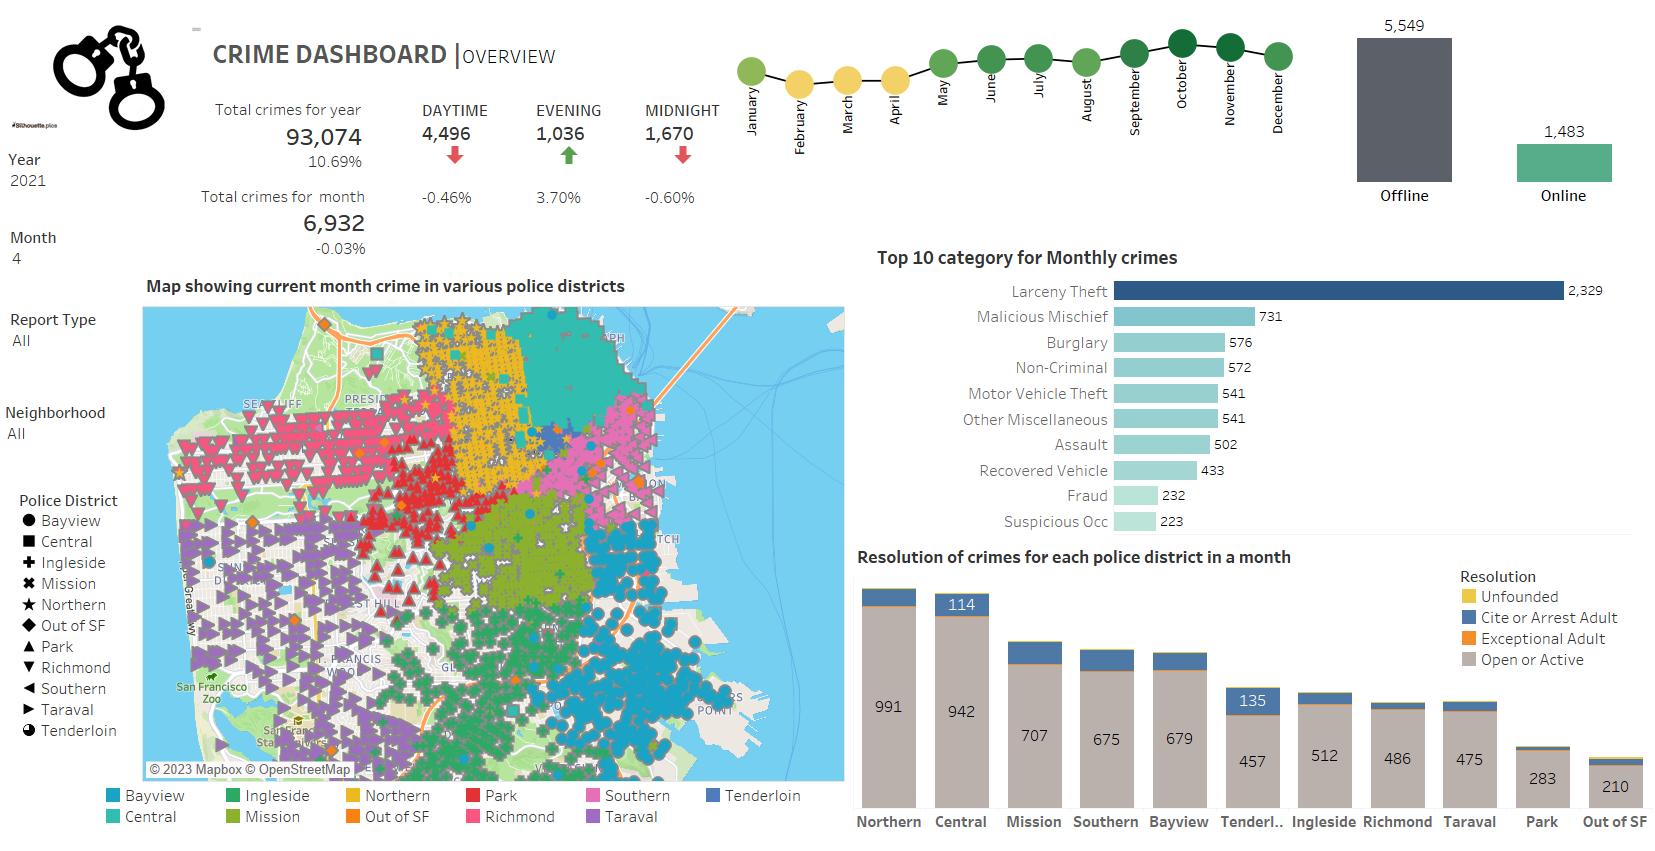 CRIME DASHBOARD |OVERVIEW
#Silhouette.pics
Year
2021
Month
4
Report Type
All
Neighborhood
All
Total crimes for year
93,074
10.69%
Total crimes for month
6,932
-0.03%
DAYTIME
4,496
-0.46%
EVENING
1,036
3.70%
MIDNIGHT
1,670
-0.60%
January
February
March
April
May
June
July
August
September
October
November
December
5,549
Offline
1,483
Online
Police District
Bayview
Central
Ingleside
Mission
Northern
Out of SF
Park
Richmond
Southern
Taraval
Tenderloin
Map showing current month crime in various police districts
San Francisco
Zoo
© 2023 Mapbox © OpenStreetMap
Bayview
Ingleside
Northern
Park
Southern
Tenderloin
Central
Mission
Out of SF
Richmond
Taraval
Top 10 category for Monthly crimes
Larceny Theft 2,329
Malicious Mischief 731
Burglary 576
Non-Criminal 572
Motor Vehicle Theft 541
Other Miscellaneous 541
Assault 502
Recovered Vehicle 433
Fraud 232
Suspicious Occ 223
Resolution of crimes for each police district in a month
Resolution
Unfounded
Cite or Arrest Adult
Exceptional Adult
Open or Active
991
114
942
707
675
679
135
457
512
486
475
283
210
Northern
Central
Mission
Southern
Bayview
Tenderl..
Ingleside
Richmond
Taraval
Park
Out of SF